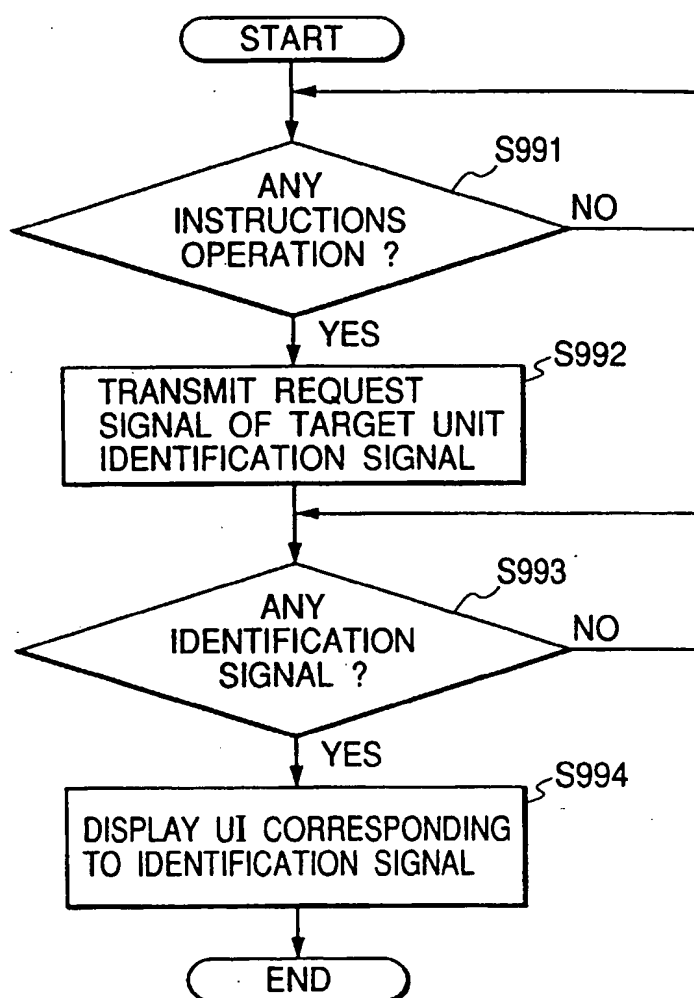 START
S991
ANY
INSTRUCTIONS
OPERATION ?
NO
YES
S992
TRANSMIT REQUEST
SIGNAL OF TARGET UNIT
IDENTIFICATION SIGNAL
S993
ANY
IDENTIFICATION
SIGNAL ?
NO
YES
S994
DISPLAY UI CORRESPONDING
TO IDENTIFICATION SIGNAL
END